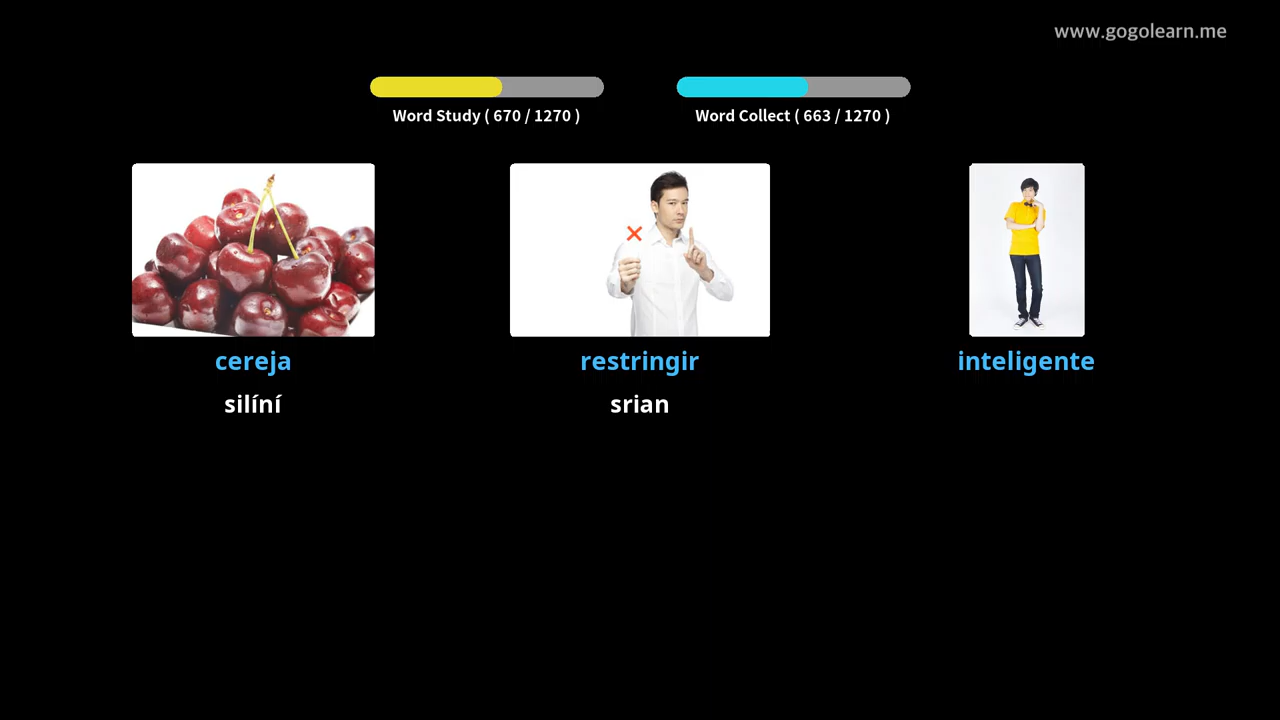 www.gogolearn.me
Word Study ( 670 / 1270 )
Word Collect ( 663 / 1270 )
cereja
restringir
inteligente
silíní
srian